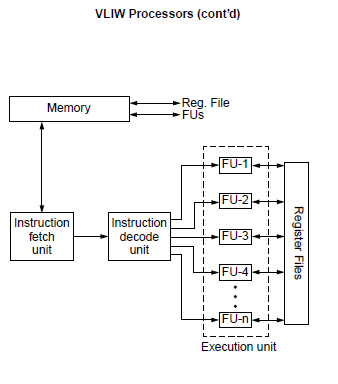 VLIW Processors (cont'd)
Memory
Reg. File
FUs
Instruction
fetch
unit
Instruction
decode
unit
FU-1
FU-2
FU-3
FU-4
FU-n
Register Files
Execution unit